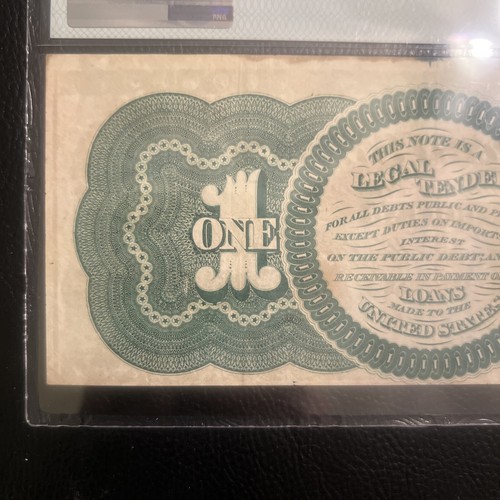 ONE
THIS NOTE IS A
LEGAL TENDE
FOR ALL DEBTS PUBLIC AND
EXCEPT DUTIES ON IMPORT
INTEREST
ON THE PUBLIC DEBT; AN
RECEIVABLE IN PAYMENT
LOANS
MADE TO THE
UNITED STATES